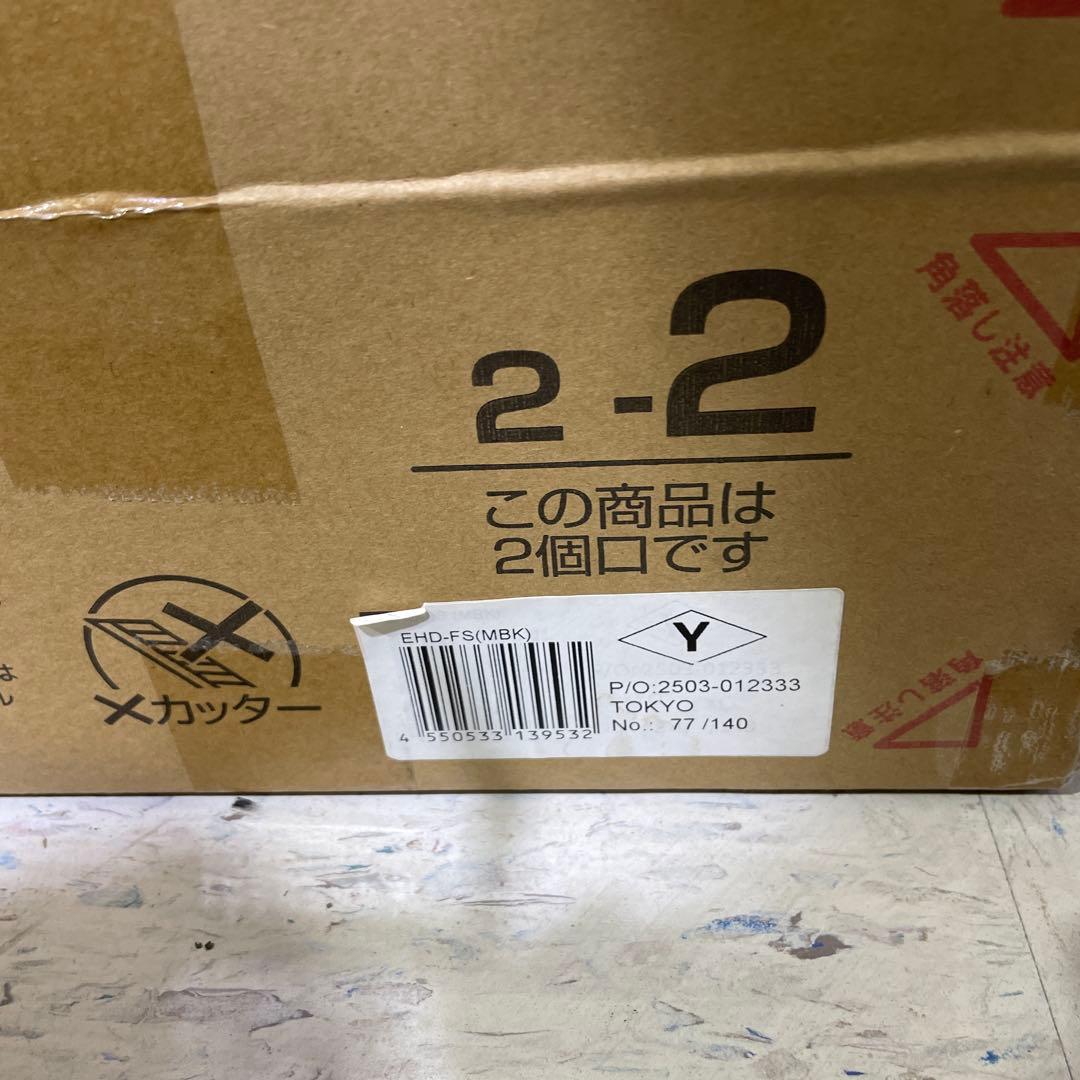 2-2
この商品は
2個口です
角落し注意
は
ル
×カッター
EHD-FS(MBK)
4 550533 139532
Y
P/O:2503-012333
TOKYO
No.: 77 /140
角落し注意